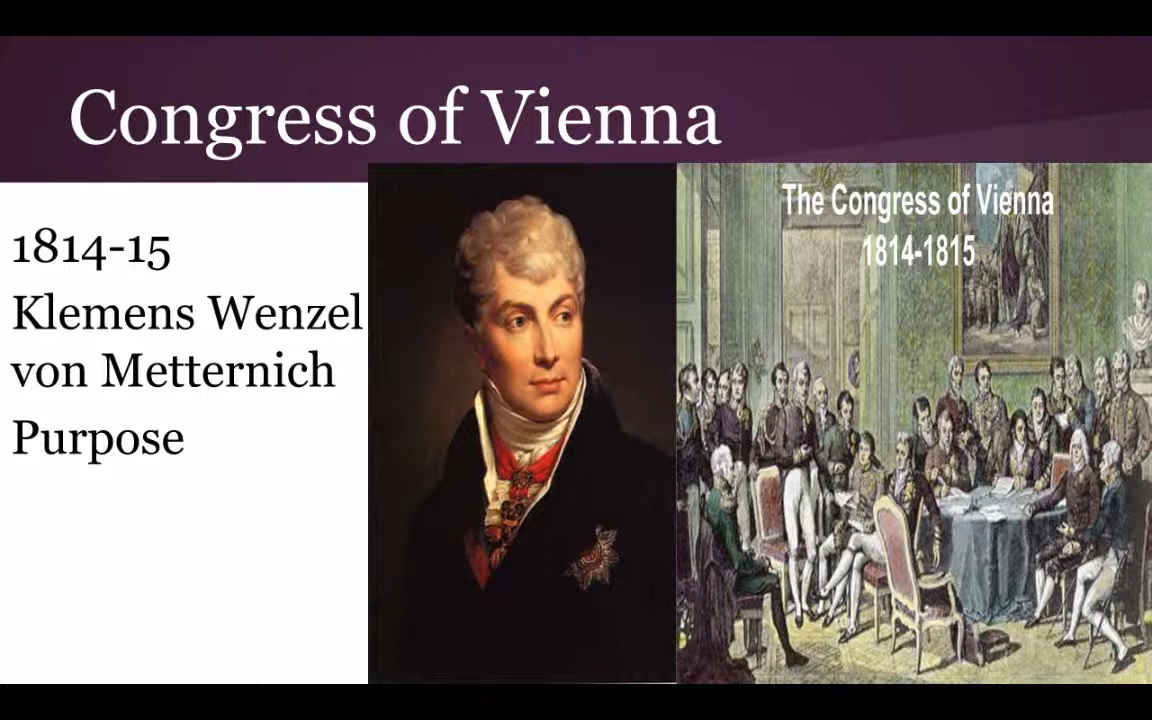 Congress of Vienna
1814-15
Klemens Wenzel
von Metternich
Purpose
The Congress of Vienna
1814-1815